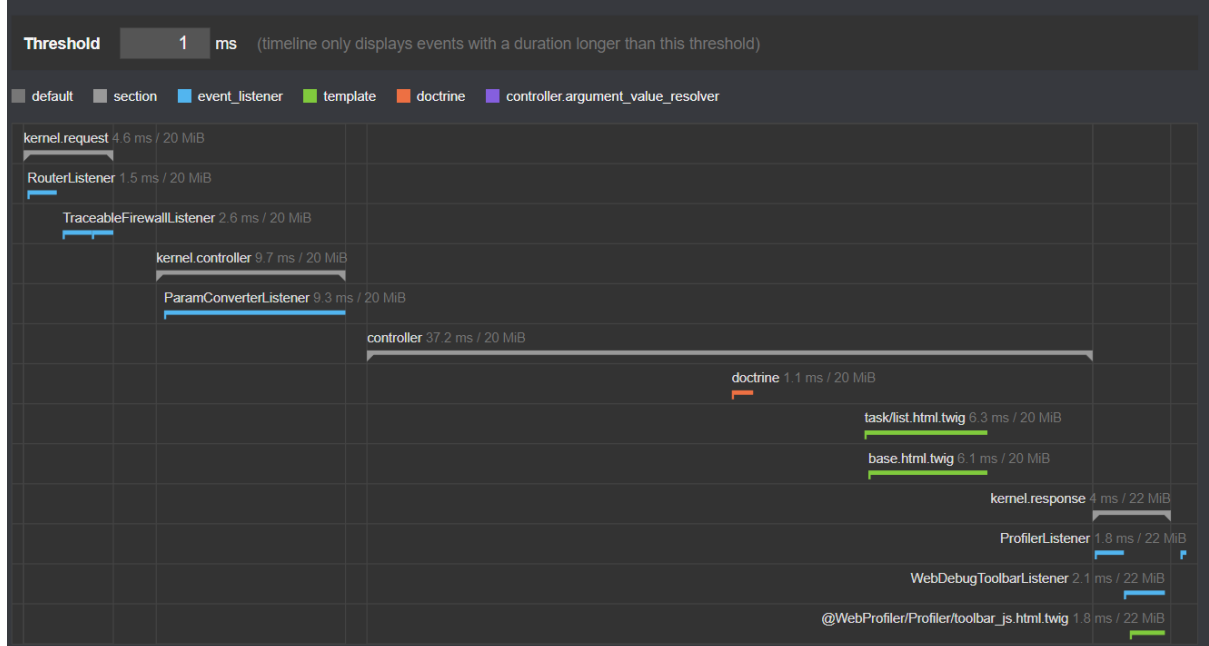 Threshold 1 ms (timeline only displays events with a duration longer than this threshold)
default section event_listener template doctrine controller.argument_value_resolver
kernel.request 4.6 ms / 20 MiB
RouterListener 1.5 ms / 20 MiB
TraceableFirewallListener 2.6 ms / 20 MiB
kernel.controller 9.7 ms / 20 MiB
ParamConverterListener 9.3 ms / 20 MiB
controller 37.2 ms / 20 MiB
doctrine 1.1 ms / 20 MiB
task/list.html.twig 6.3 ms / 20 MiB
base.html.twig 6.1 ms / 20 MiB
kernel.response 4 ms / 22 MiB
ProfilerListener 1.8 ms / 22 MiB
WebDebugToolbarListener 2.1 ms / 22 MiB
@WebProfiler/Profiler/toolbar_js.html.twig 1.8 ms / 22 MiB